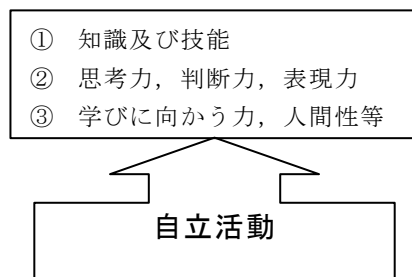 ① 知識及び技能
② 思考力，判断力，表現力
③ 学びに向かう力，人間性等
自立活動